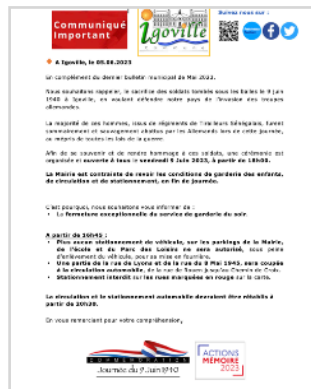 Communiqué
Important
Igoville
Suivez nous sur :
A Igoville, le 05.06.2023
En complément du dernier bulletin municipal de Mai 2023.
Nous souhaitons rappeler, le sacrifice des soldats tombés sous les balles le 9 juin
1940 à Igoville, en voulant défendre notre pays de l'invasion des troupes
allemandes.
La majorité de ces hommes, issus de régiments de Tirailleurs Sénégalais, furent
sommairement et sauvagement abattus par les Allemands lors de cette journée,
au mépris de toutes les lois de la guerre.
Afin de se souvenir et de rendre hommage à ces soldats, une cérémonie est
organisée et ouverte à tous le vendredi 9 Juin 2023, à partir de 18h00.
La Mairie est contrainte de revoir les conditions de garderie des enfants,
de circulation et de stationnement, en fin de journée.
C'est pourquoi, nous souhaitons vous informer de :
• La fermeture exceptionnelle du service de garderie du soir.
A partir de 16h45 :
• Plus aucun stationnement de véhicule, sur les parkings de la Mairie,
de l'école et du Parc des Loisirs ne sera autorisé, sous peine
d'enlèvement du véhicule, pour sa mise en fourrière.
• Une partie de la rue de Lyons et de la rue du 8 Mai 1945, sera coupée
à la circulation automobile, de la rue de Rouen jusqu'au Chemin de Croix.
• Stationnement interdit sur les rues marquées en rouge sur la carte.
La circulation et le stationnement automobile devraient être rétablis à
partir de 20h30.
En vous remerciant pour votre compréhension,
COMMEMORATION
Journée du 9 Juin 1940
ACTIONS
MÉMOIRE
2023